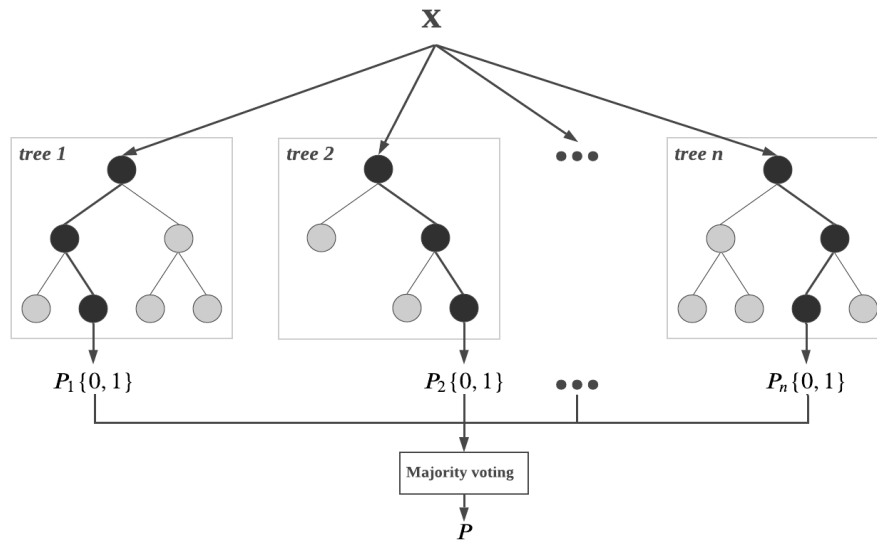 X
tree 1
tree 2
...
tree n
P₁{0, 1}
P₂{0, 1}
...
Pₙ{0, 1}
Majority voting
P